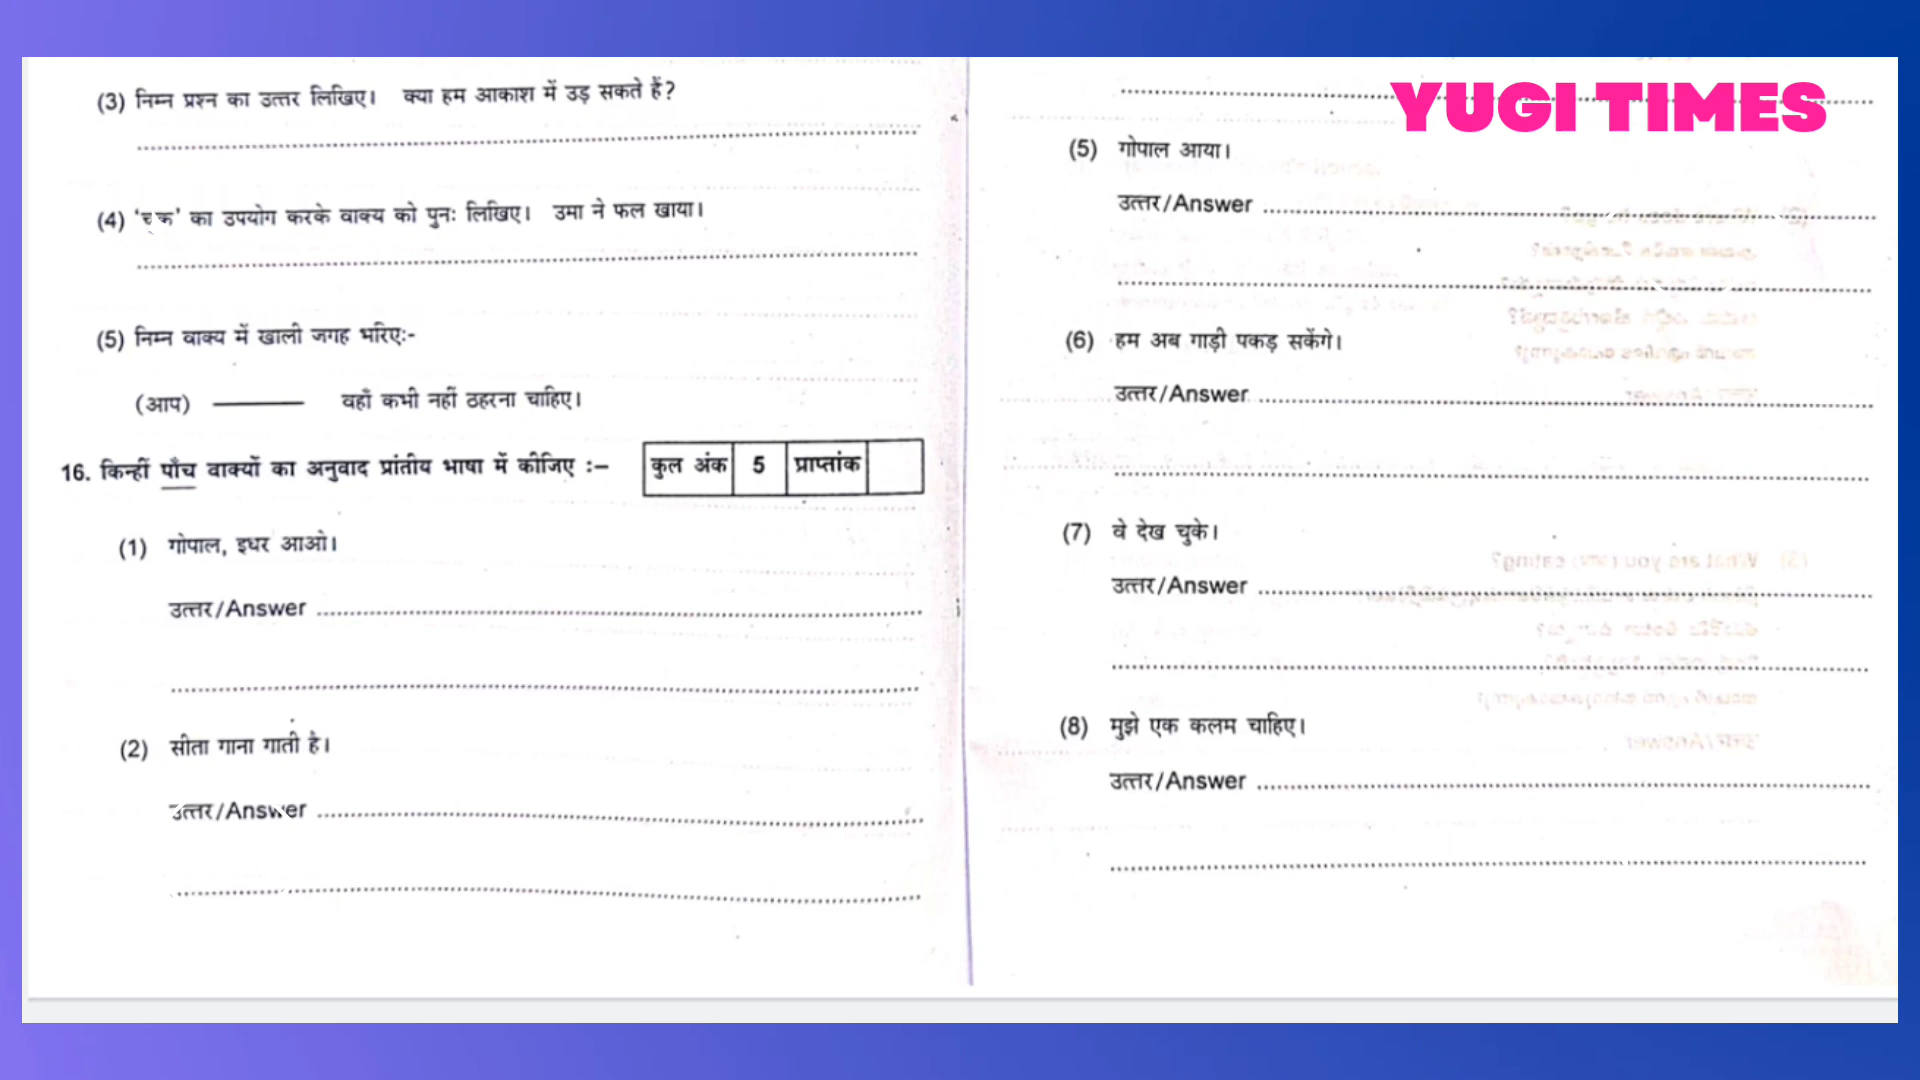 YUGI TIMES
(3) निम्न प्रश्न का उत्तर लिखिए। क्या हम आकाश में उड़ सकते हैं?
(4) 'चुक' का उपयोग करके वाक्य को पुनः लिखिए। उमा ने फल खाया।
(5) निम्न वाक्य में खाली जगह भरिएः-
(आप) ——— वहाँ कभी नहीं ठहरना चाहिए।
16. किन्हीं पाँच वाक्यों का अनुवाद प्रांतीय भाषा में कीजिए :–
कुल अंक 5 प्राप्तांक
(1) गोपाल, इधर आओ।
उत्तर/Answer
(2) सीता गाना गाती है।
उत्तर/Answer
(5) गोपाल आया।
उत्तर/Answer
(6) हम अब गाड़ी पकड़ सकेंगे।
उत्तर/Answer
(7) वे देख चुके।
उत्तर/Answer
(8) मुझे एक कलम चाहिए।
उत्तर/Answer